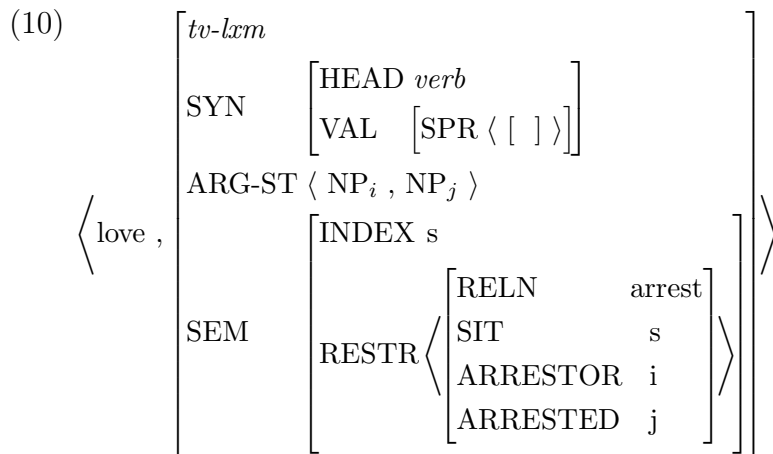 (10)
tv-lxm
SYN
HEAD verb
VAL [SPR ⟨ [ ] ⟩]
ARG-ST ⟨ NP_i , NP_j ⟩
⟨love ,
INDEX s
SEM
RESTR
RELN arrest
SIT s
ARRESTOR i
ARRESTED j